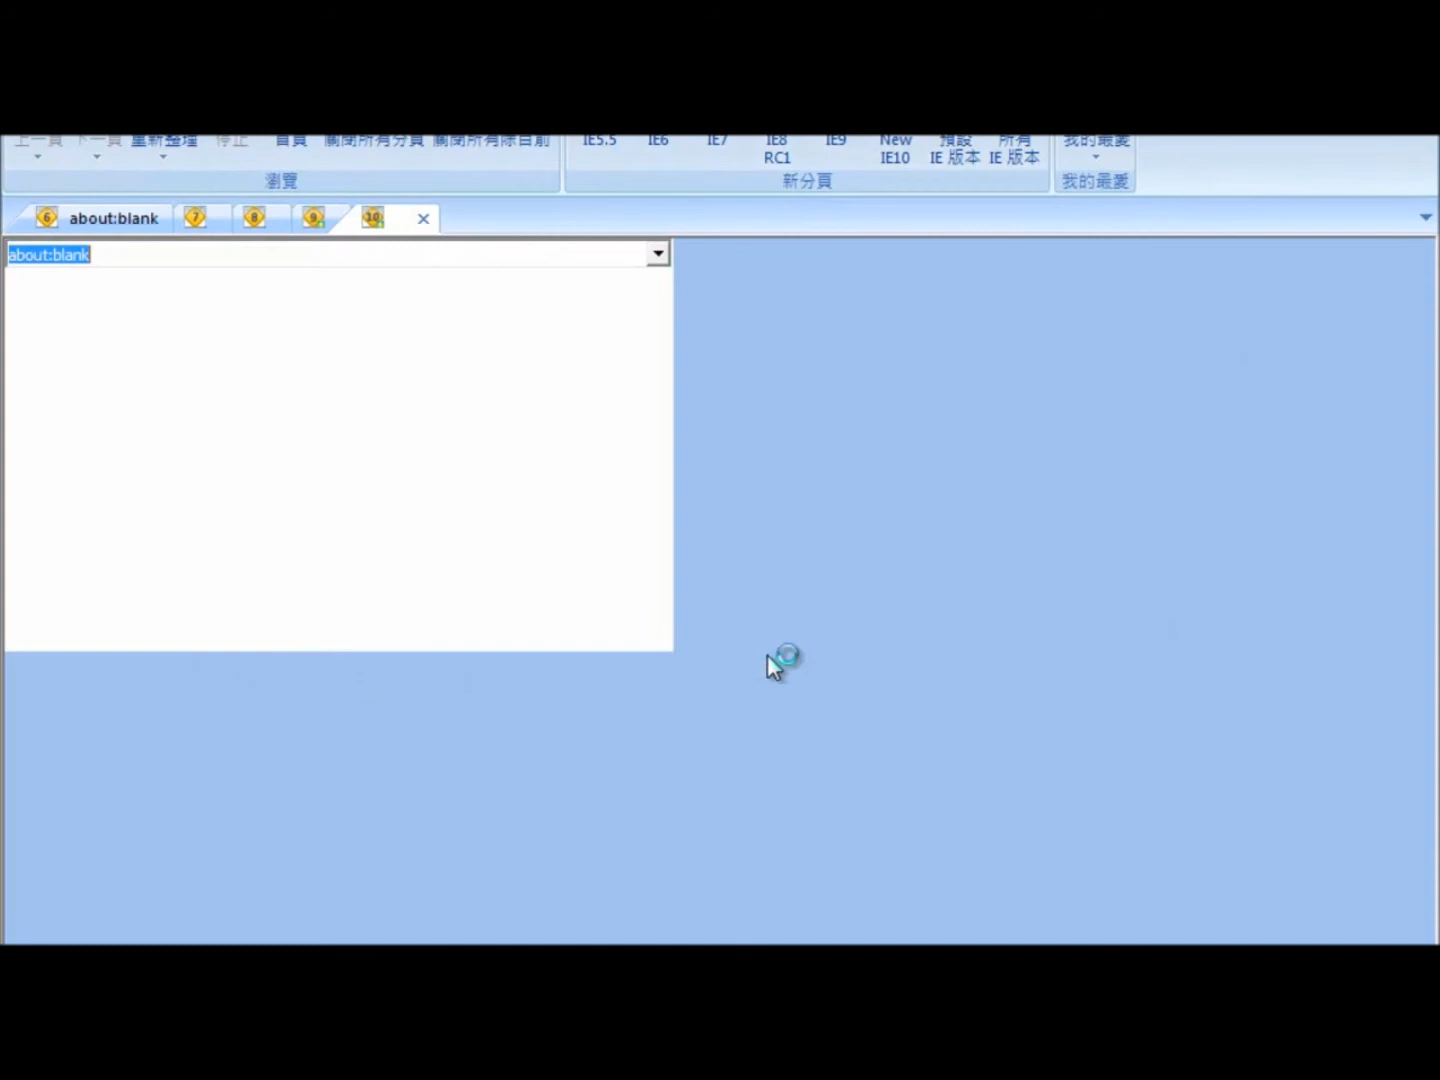 上一頁 下一頁 重新整理 停止 首頁 關閉所有分頁 關閉所有除目前 IE5.5 IE6 IE7 IE8 IE9 New 預設 所有 我的最愛
RC1 IE10 IE 版本 IE 版本
瀏覽 新分頁 我的最愛
6 about:blank 7 8 9 10
about:blank